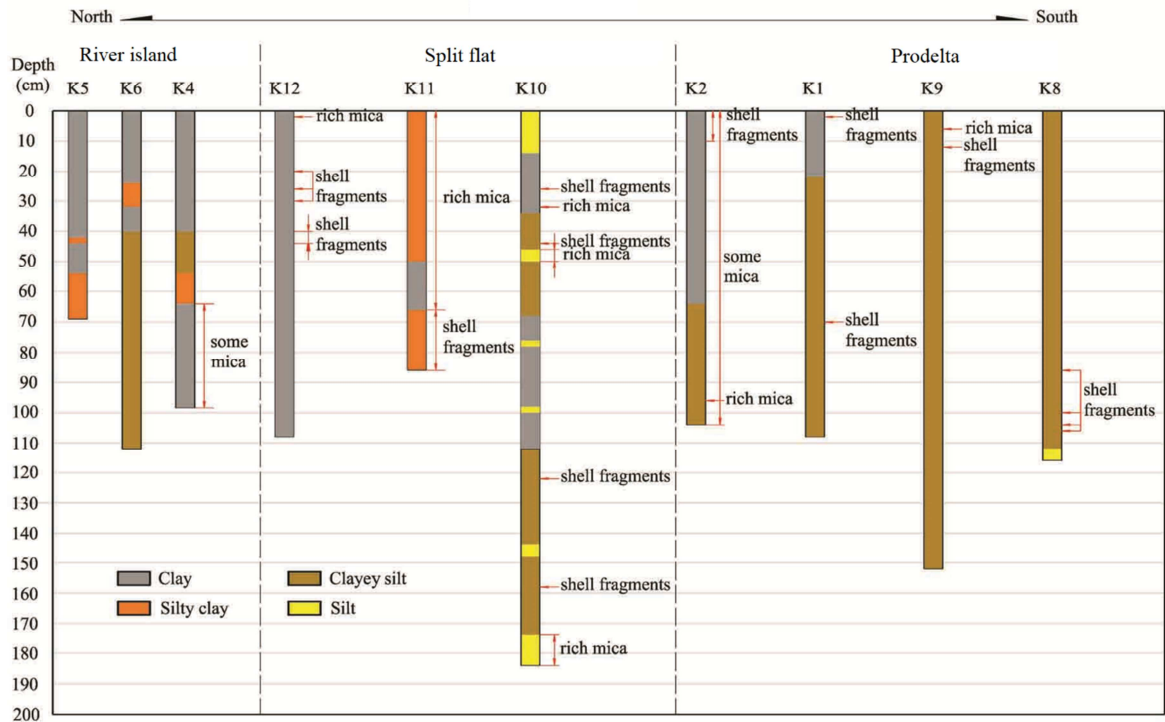 North South
River island Split flat Prodelta
Depth
(cm)
K5 K6 K4 K12 K11 K10 K2 K1 K9 K8
0
10
20
30
40
50
60
70
80
90
100
110
120
130
140
150
160
170
180
190
200
some
mica
rich mica
shell
fragments
shell
fragments
rich mica
shell
fragments
shell fragments
rich mica
shell fragments
rich mica
shell fragments
shell fragments
rich mica
shell
fragments
some
mica
rich mica
shell
fragments
shell
fragments
rich mica
shell
fragments
shell
fragments
Clay Clayey silt
Silty clay Silt